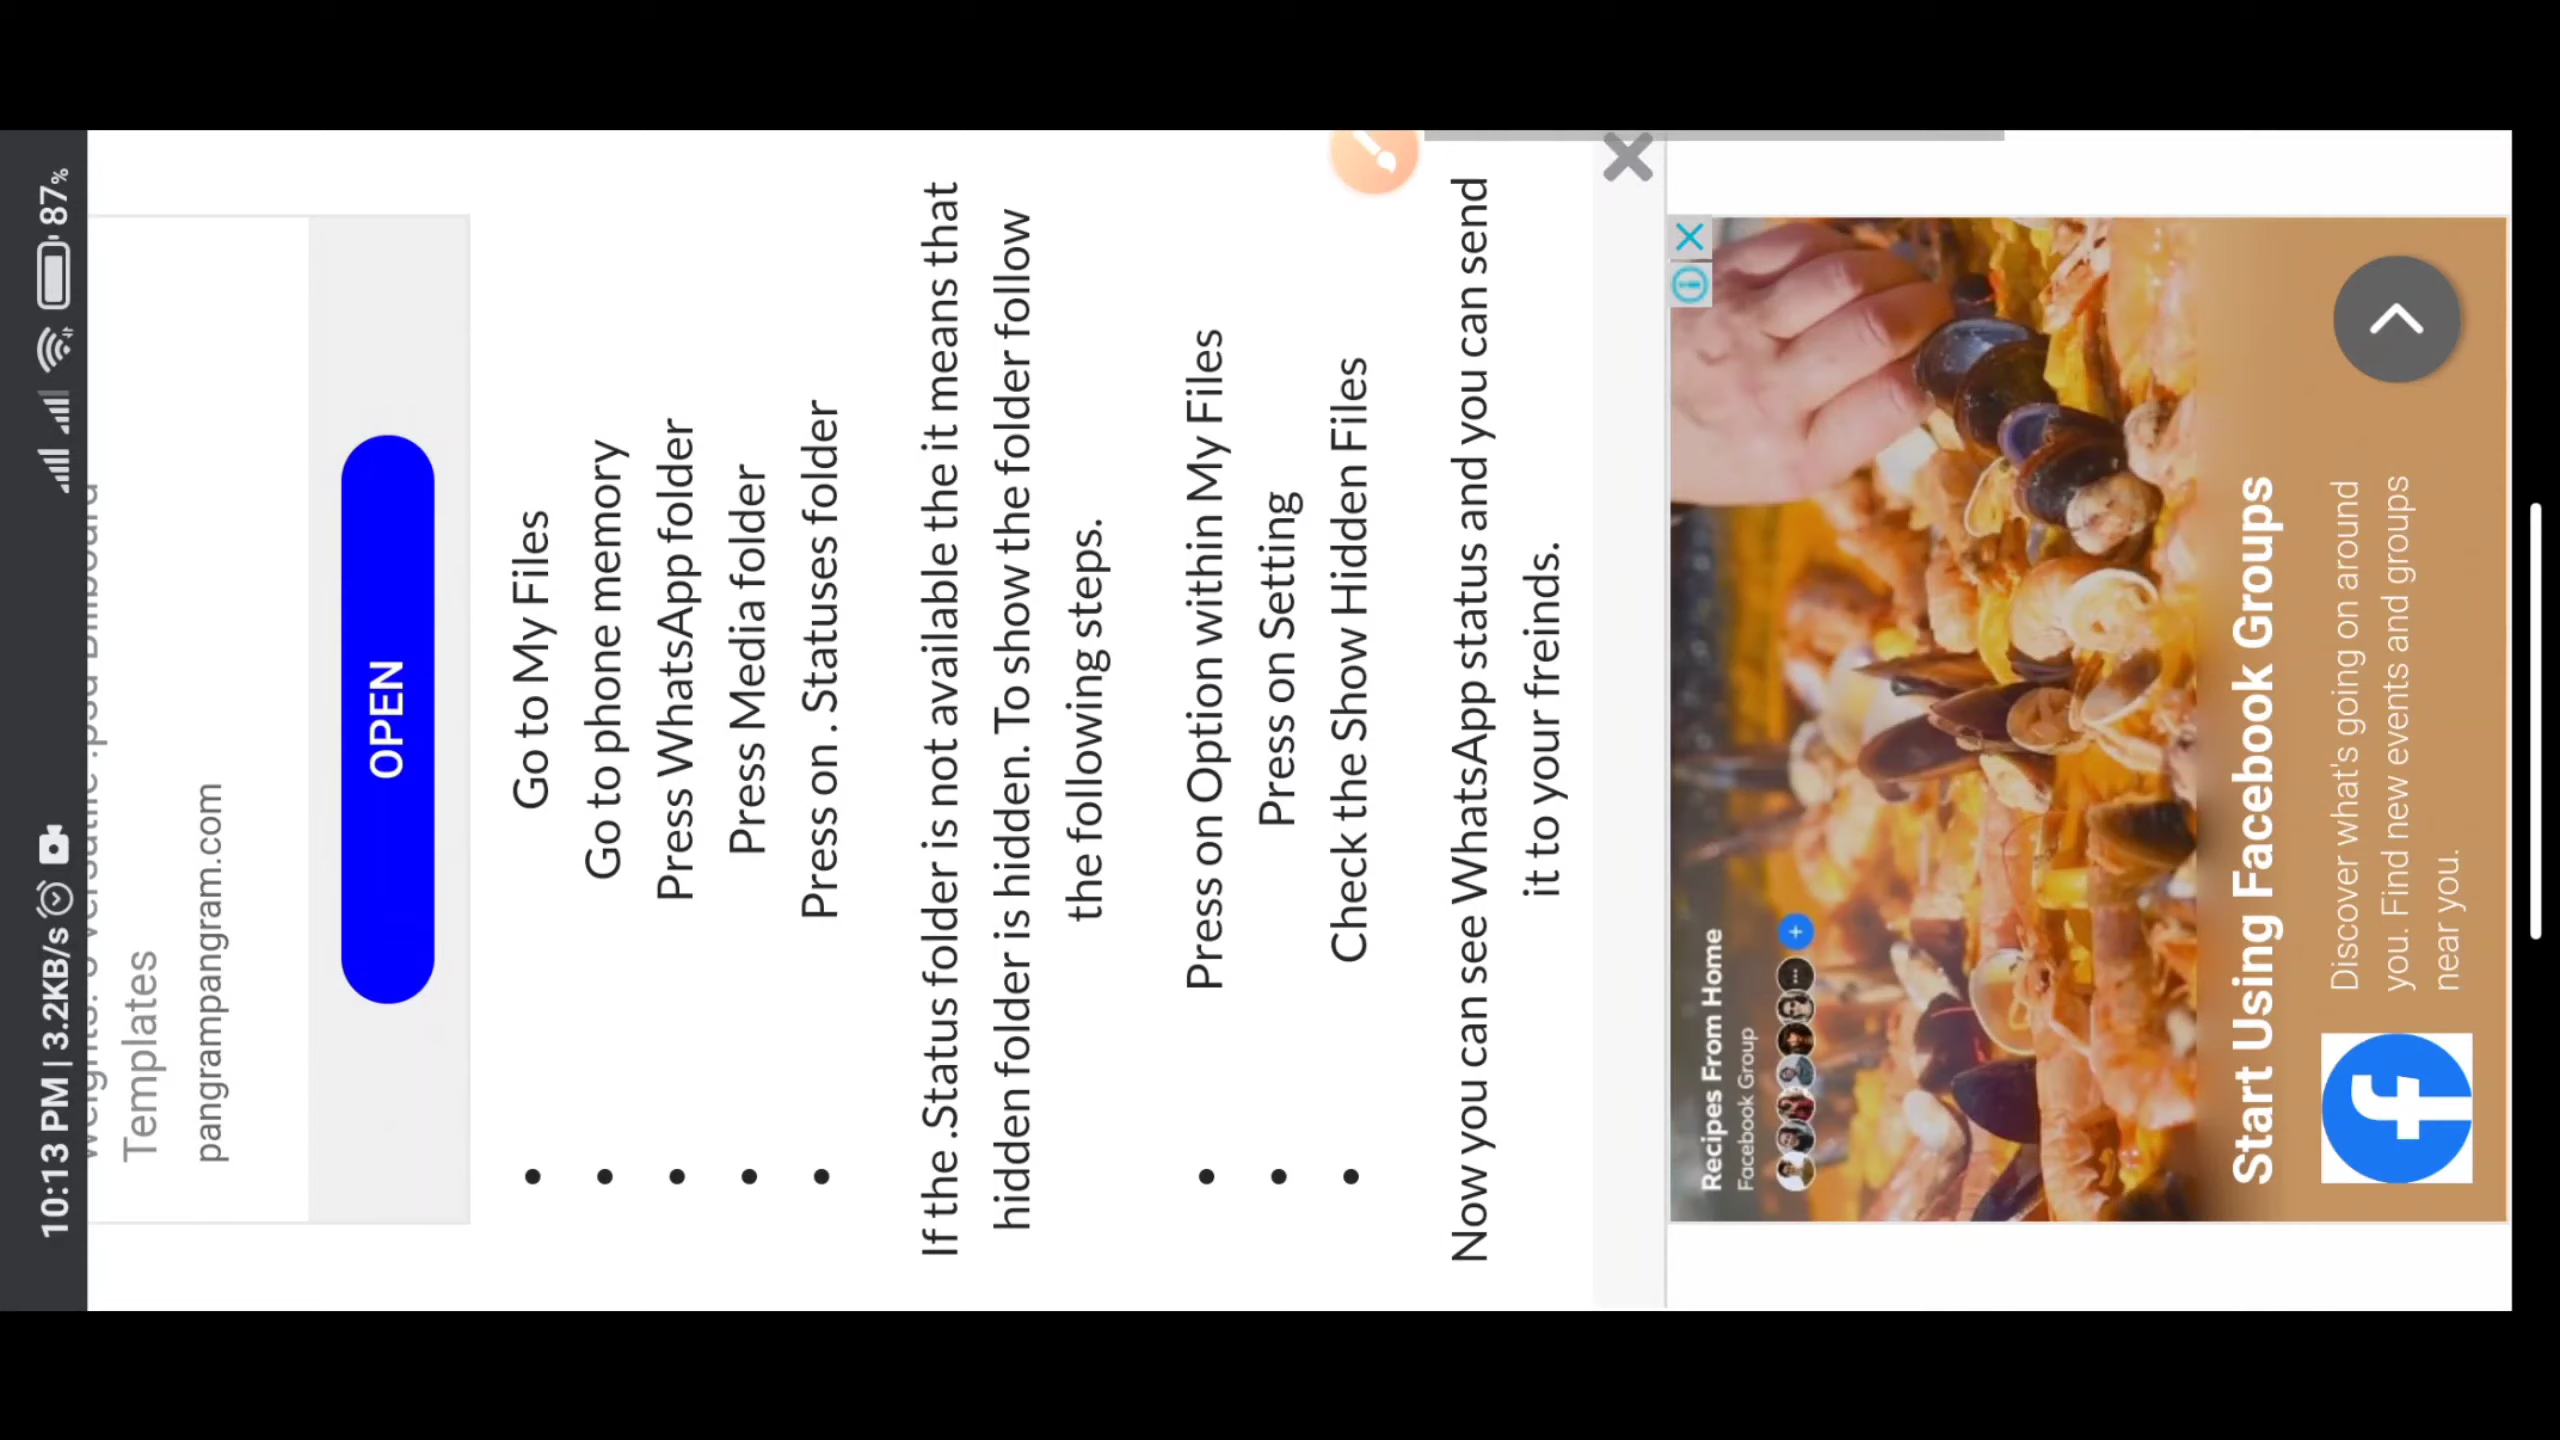 10:13 PM | 3.2KB/s
87%
Templates
pangrampangram.com
OPEN
• Go to My Files
• Go to phone memory
• Press WhatsApp folder
• Press Media folder
• Press on . Statuses folder
If the .Status folder is not available the it means that
hidden folder is hidden. To show the folder follow
the following steps.
• Press on Option within My Files
• Press on Setting
• Check the Show Hidden Files
Now you can see WhatsApp status and you can send
it to your freinds.
Recipes From Home
Facebook Group
Start Using Facebook Groups
Discover what's going on around
you. Find new events and groups
near you.